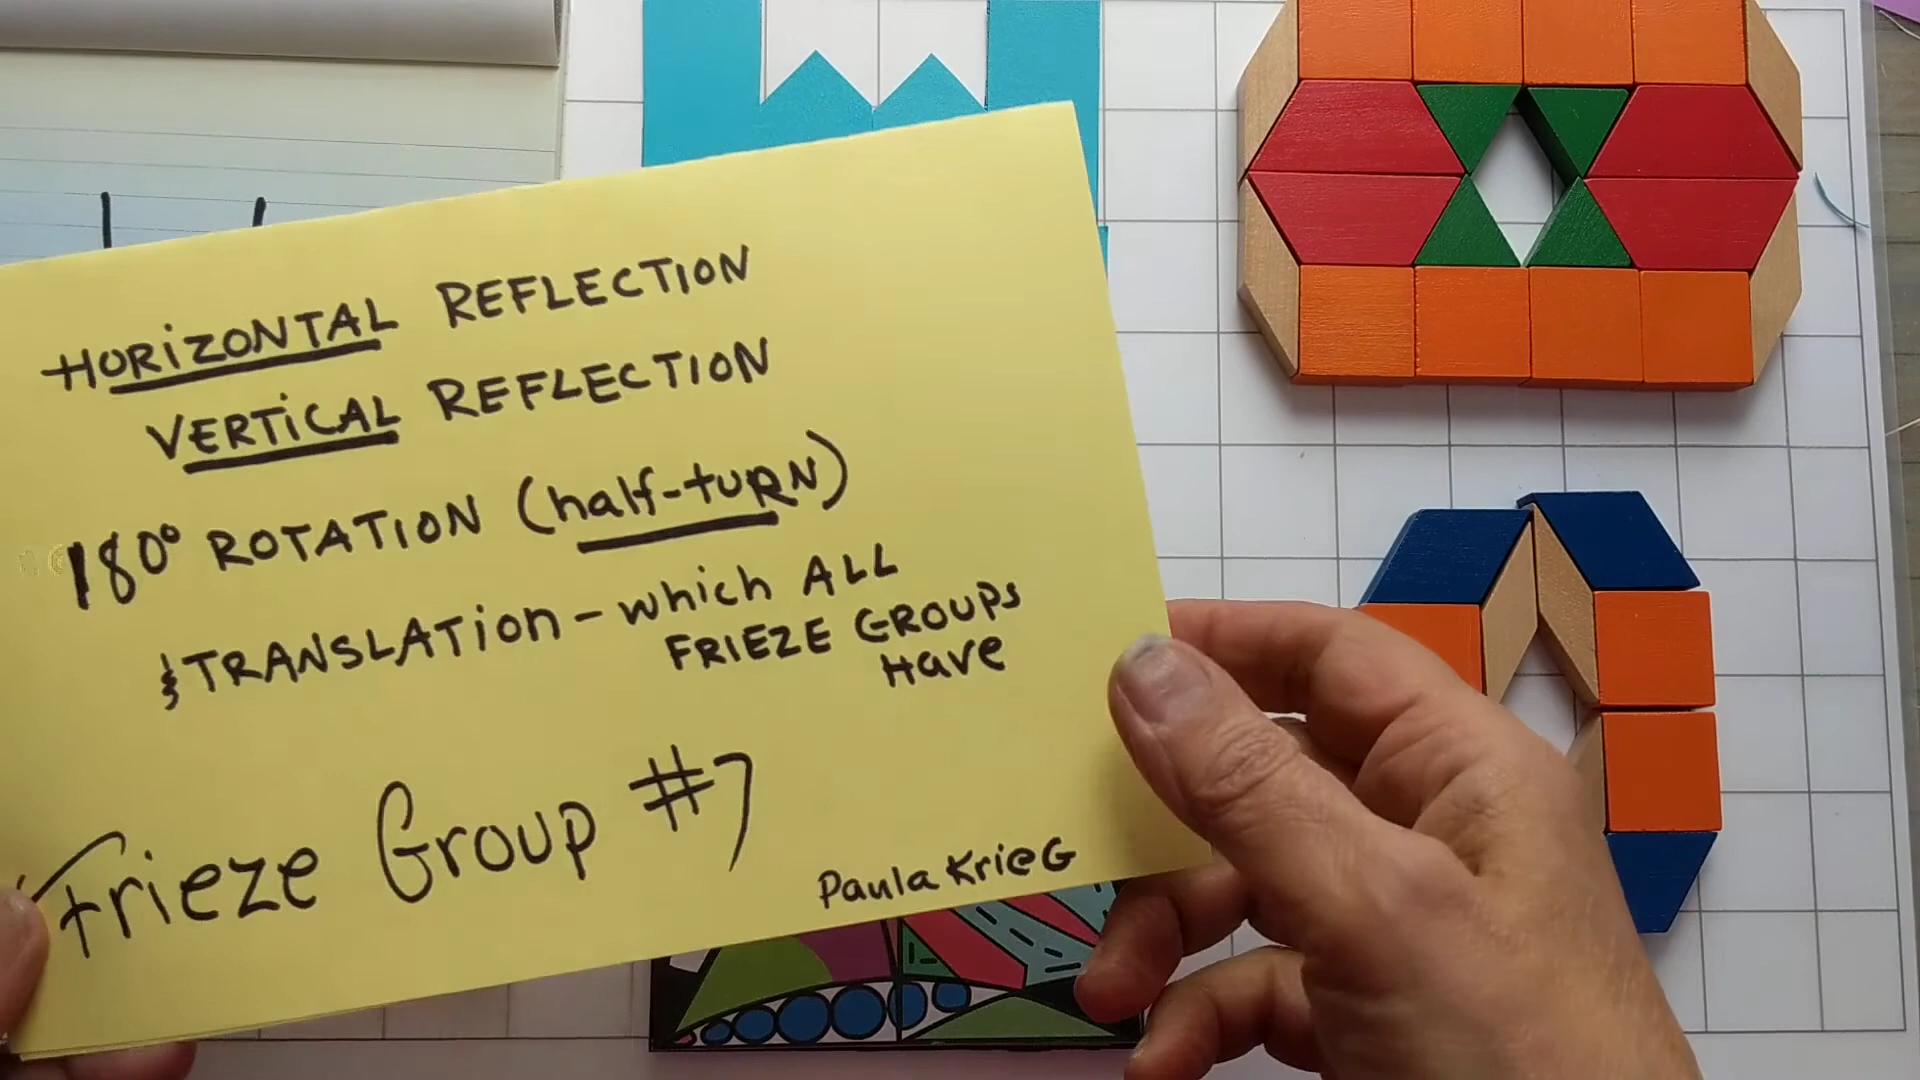 HORiZONTAL REFLECTION
VERTiCAL REFLECTION
180° ROTATION (half-tURN)
& TRANSLATion - which ALL
FRIEZE GROUPs
Have
Frieze Group #7
Paula KrieG